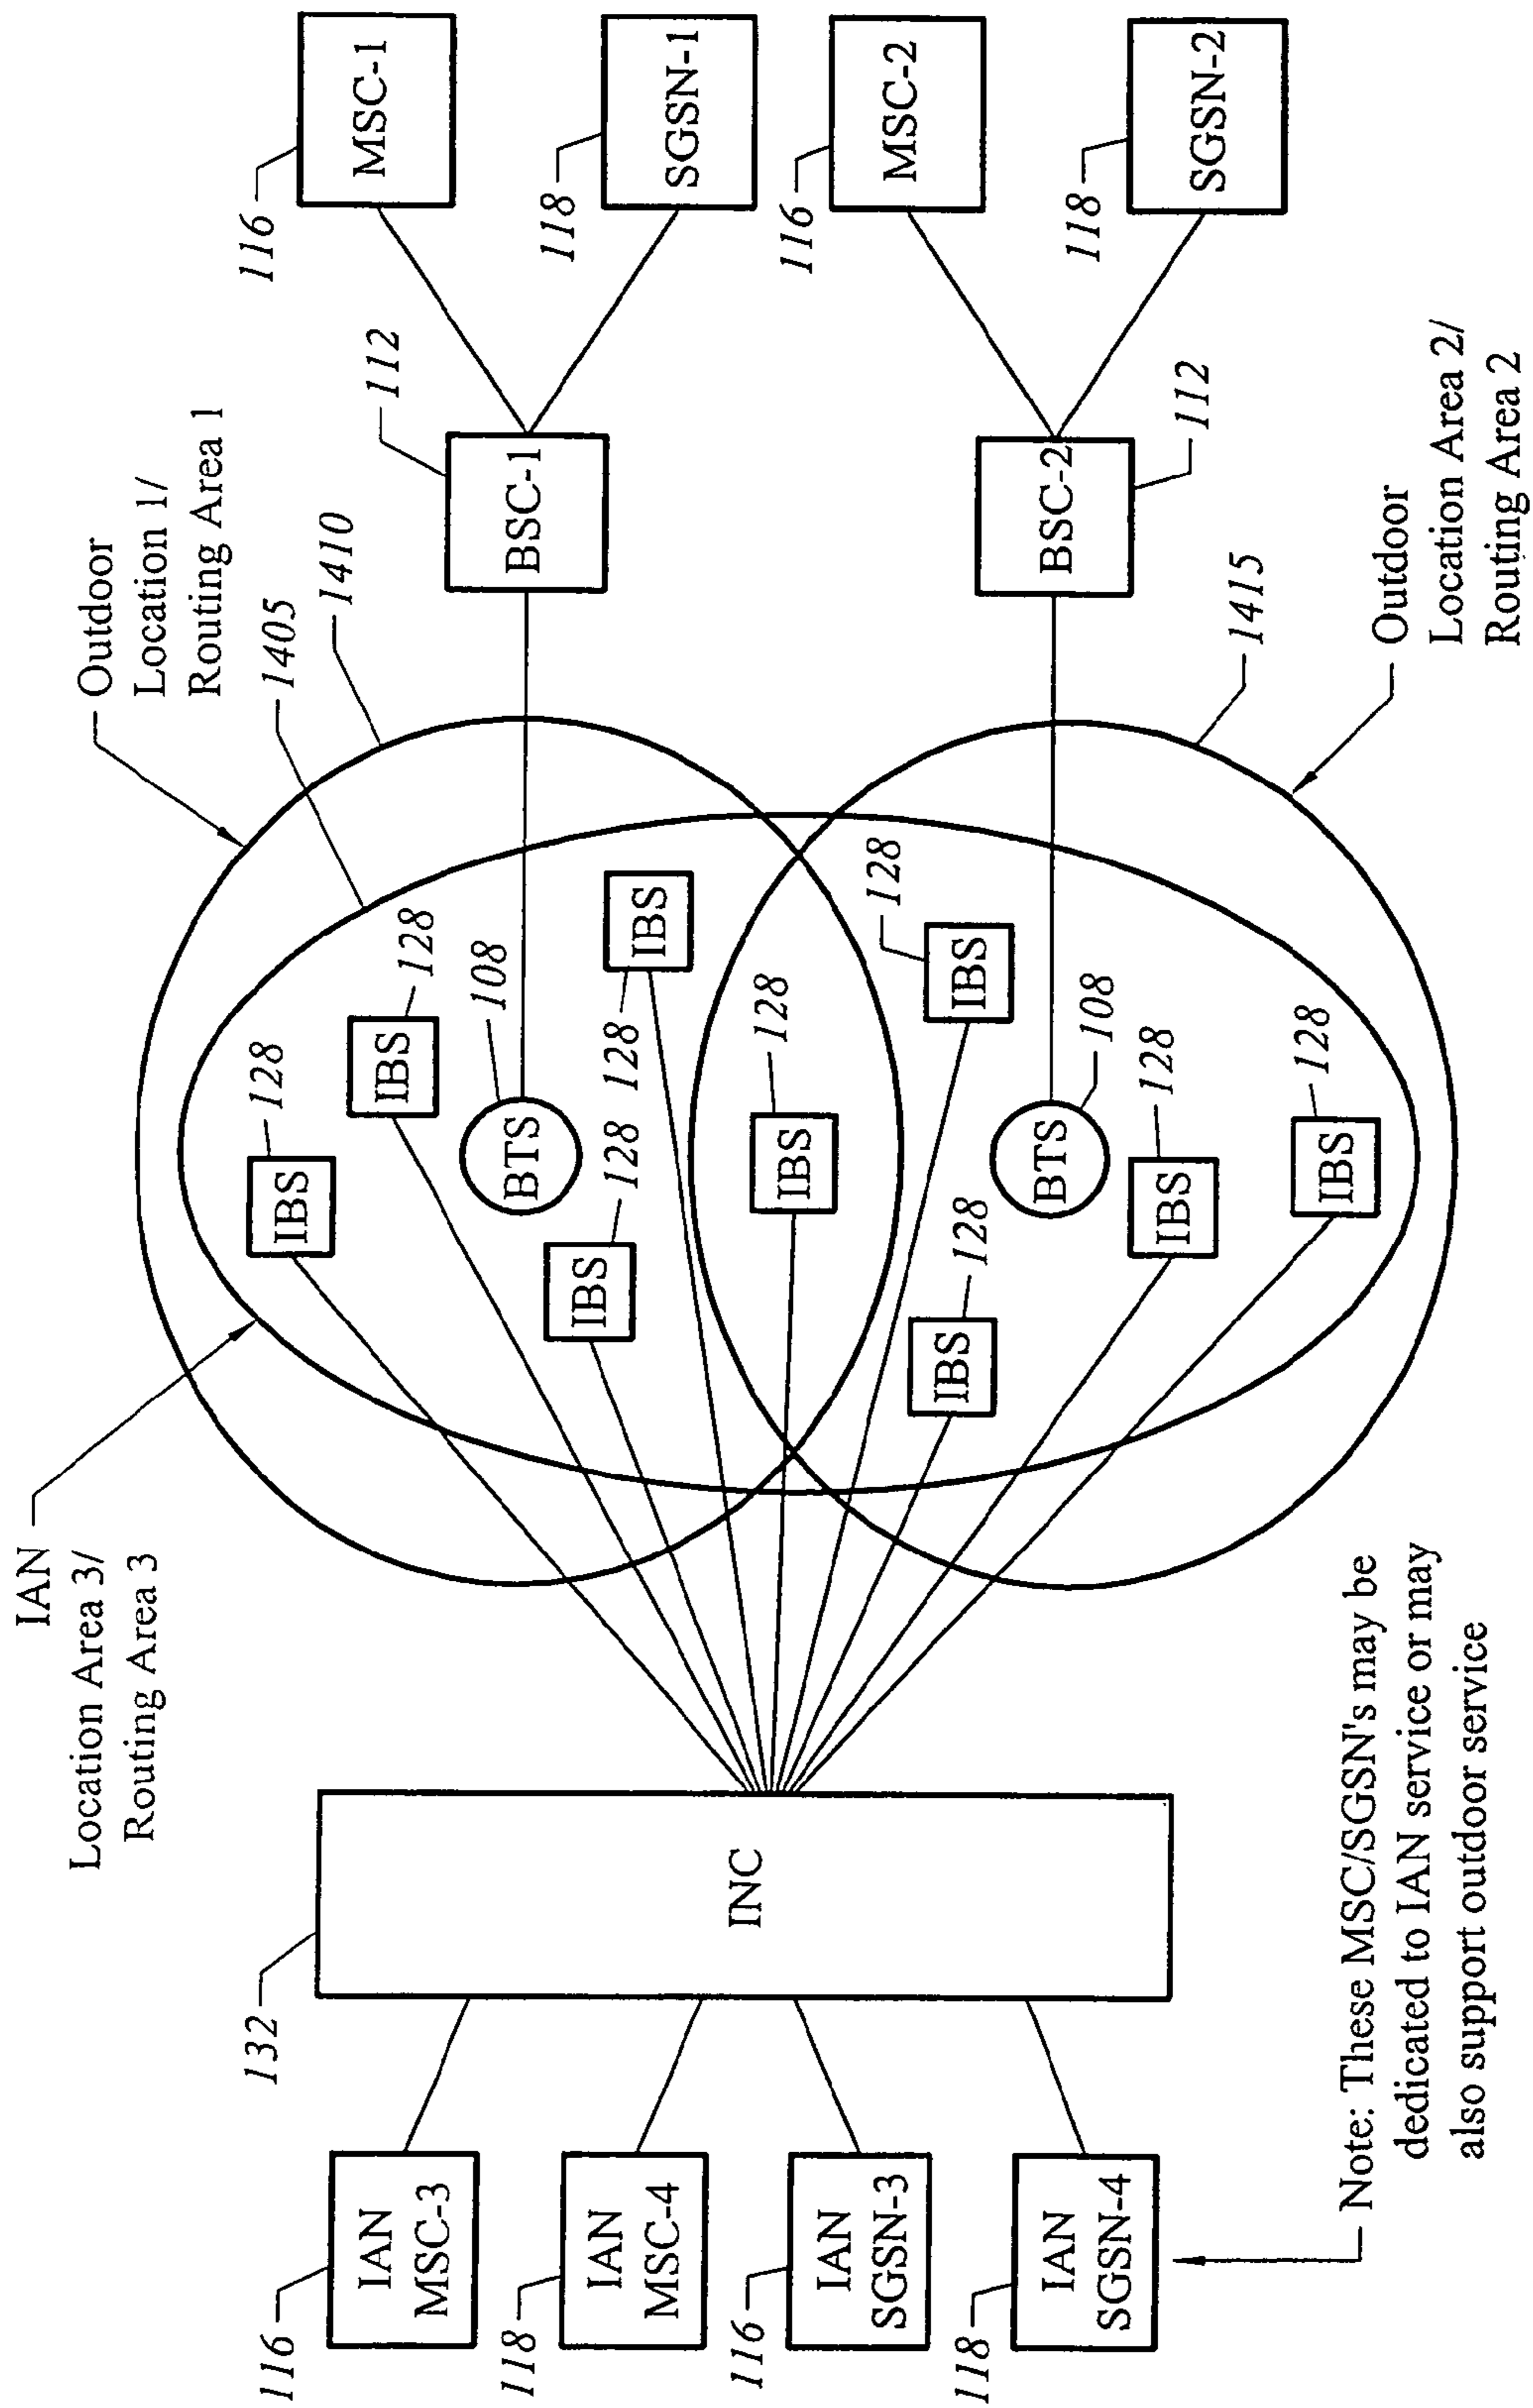 IAN
Location Area 3/
Routing Area 3
Outdoor
Location 1/
Routing Area 1
1405
1410
116
IAN
MSC-3
118
IAN
MSC-4
116
IAN
SGSN-3
118
IAN
SGSN-4
132
INC
128
IBS
128
IBS
108
BTS
128
IBS
128
IBS
128
IBS
128
IBS
128
IBS
108
BTS
128
IBS
128
IBS
112
BSC-1
112
BSC-2
116
MSC-1
118
SGSN-1
116
MSC-2
118
SGSN-2
1415
Outdoor
Location Area 2/
Routing Area 2
Note: These MSC/SGSN's may be
dedicated to IAN service or may
also support outdoor service